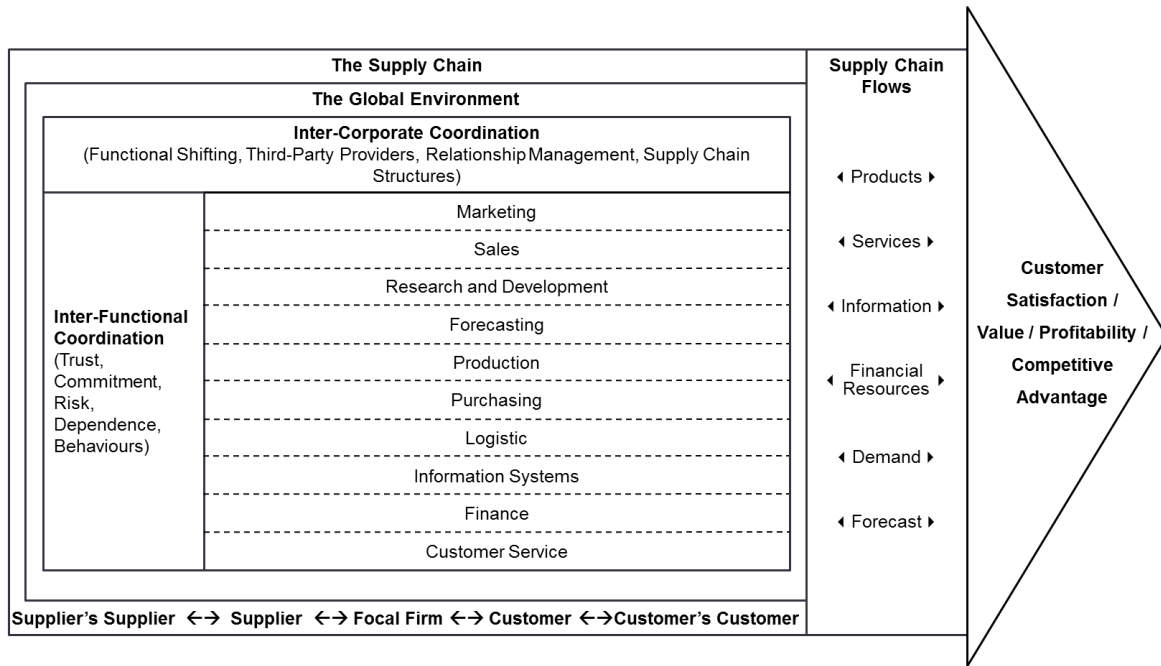 The Supply Chain
The Global Environment
Inter-Corporate Coordination
(Functional Shifting, Third-Party Providers, Relationship Management, Supply Chain
Structures)
Inter-Functional
Coordination
(Trust,
Commitment,
Risk,
Dependence,
Behaviours)
Marketing
Sales
Research and Development
Forecasting
Production
Purchasing
Logistic
Information Systems
Finance
Customer Service
Supplier's Supplier ←→ Supplier ←→ Focal Firm ←→ Customer ←→Customer's Customer
Supply Chain
Flows
Products
Services
Information
Financial
Resources
Demand
Forecast
Customer
Satisfaction /
Value / Profitability /
Competitive
Advantage